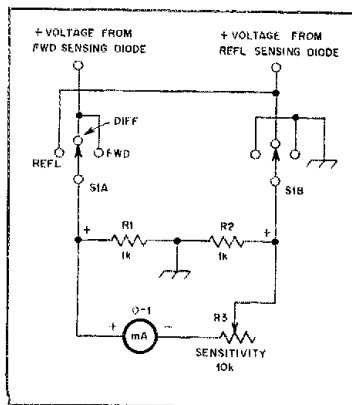 + VOLTAGE FROM
FWD SENSING DIODE
+ VOLTAGE FROM
REFL SENSING DIODE
DIFF
REFL
FWD
S1A
S1B
+
R1
1k
R2
1k
+
R3
0-1
+
mA
-
SENSITIVITY
10k